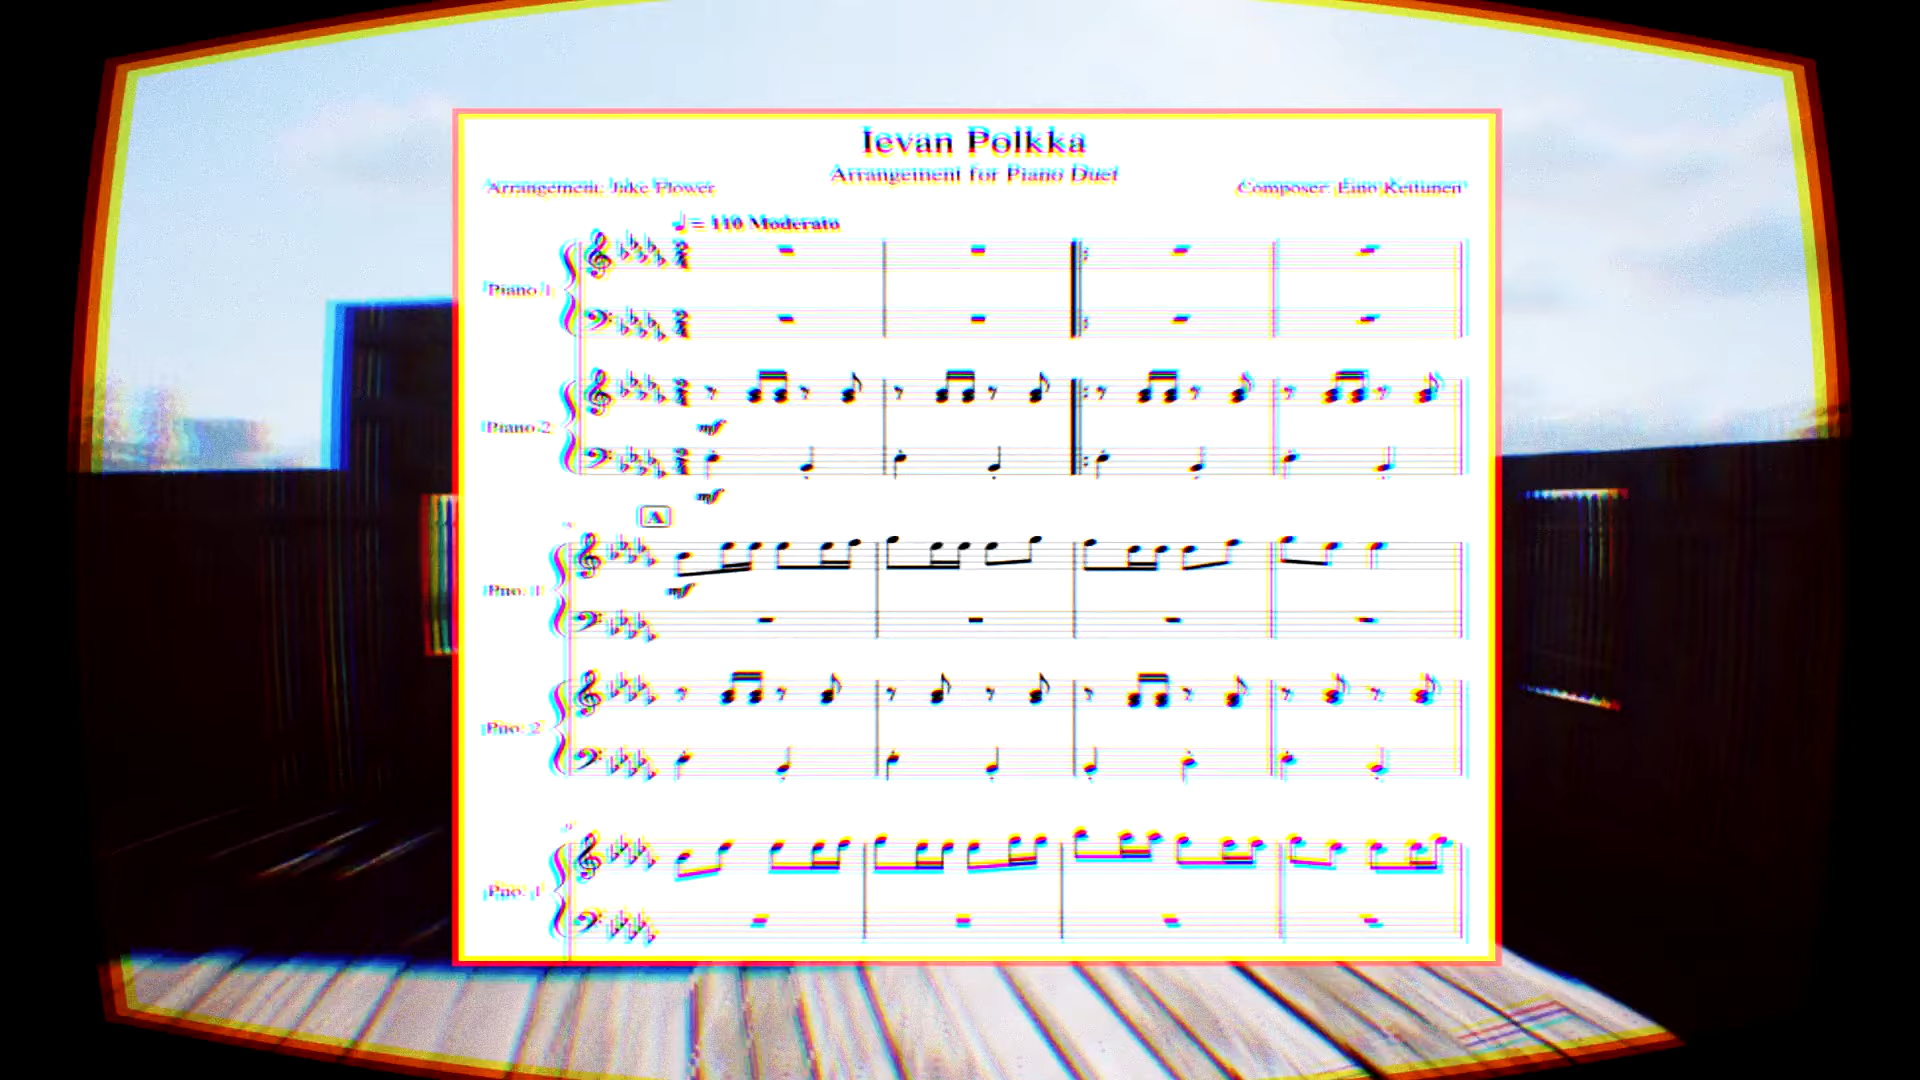 Ievan Polkka
Arrangement for Piano Duet
Arrangement: Jake Flower
Composer: Eino Kettunen
♩ = 110 Moderato
Piano 1
Piano 2
mf
mf
A
Pno. 1
mf
Pno. 2
Pno. 1